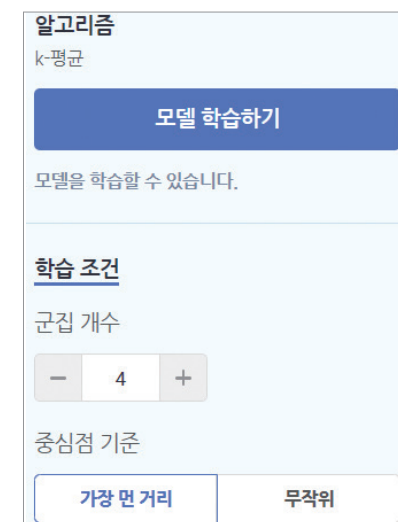 알고리즘
k-평균
모델 학습하기
모델을 학습할 수 있습니다.
학습 조건
군집 개수
− 4 +
중심점 기준
가장 먼 거리 무작위